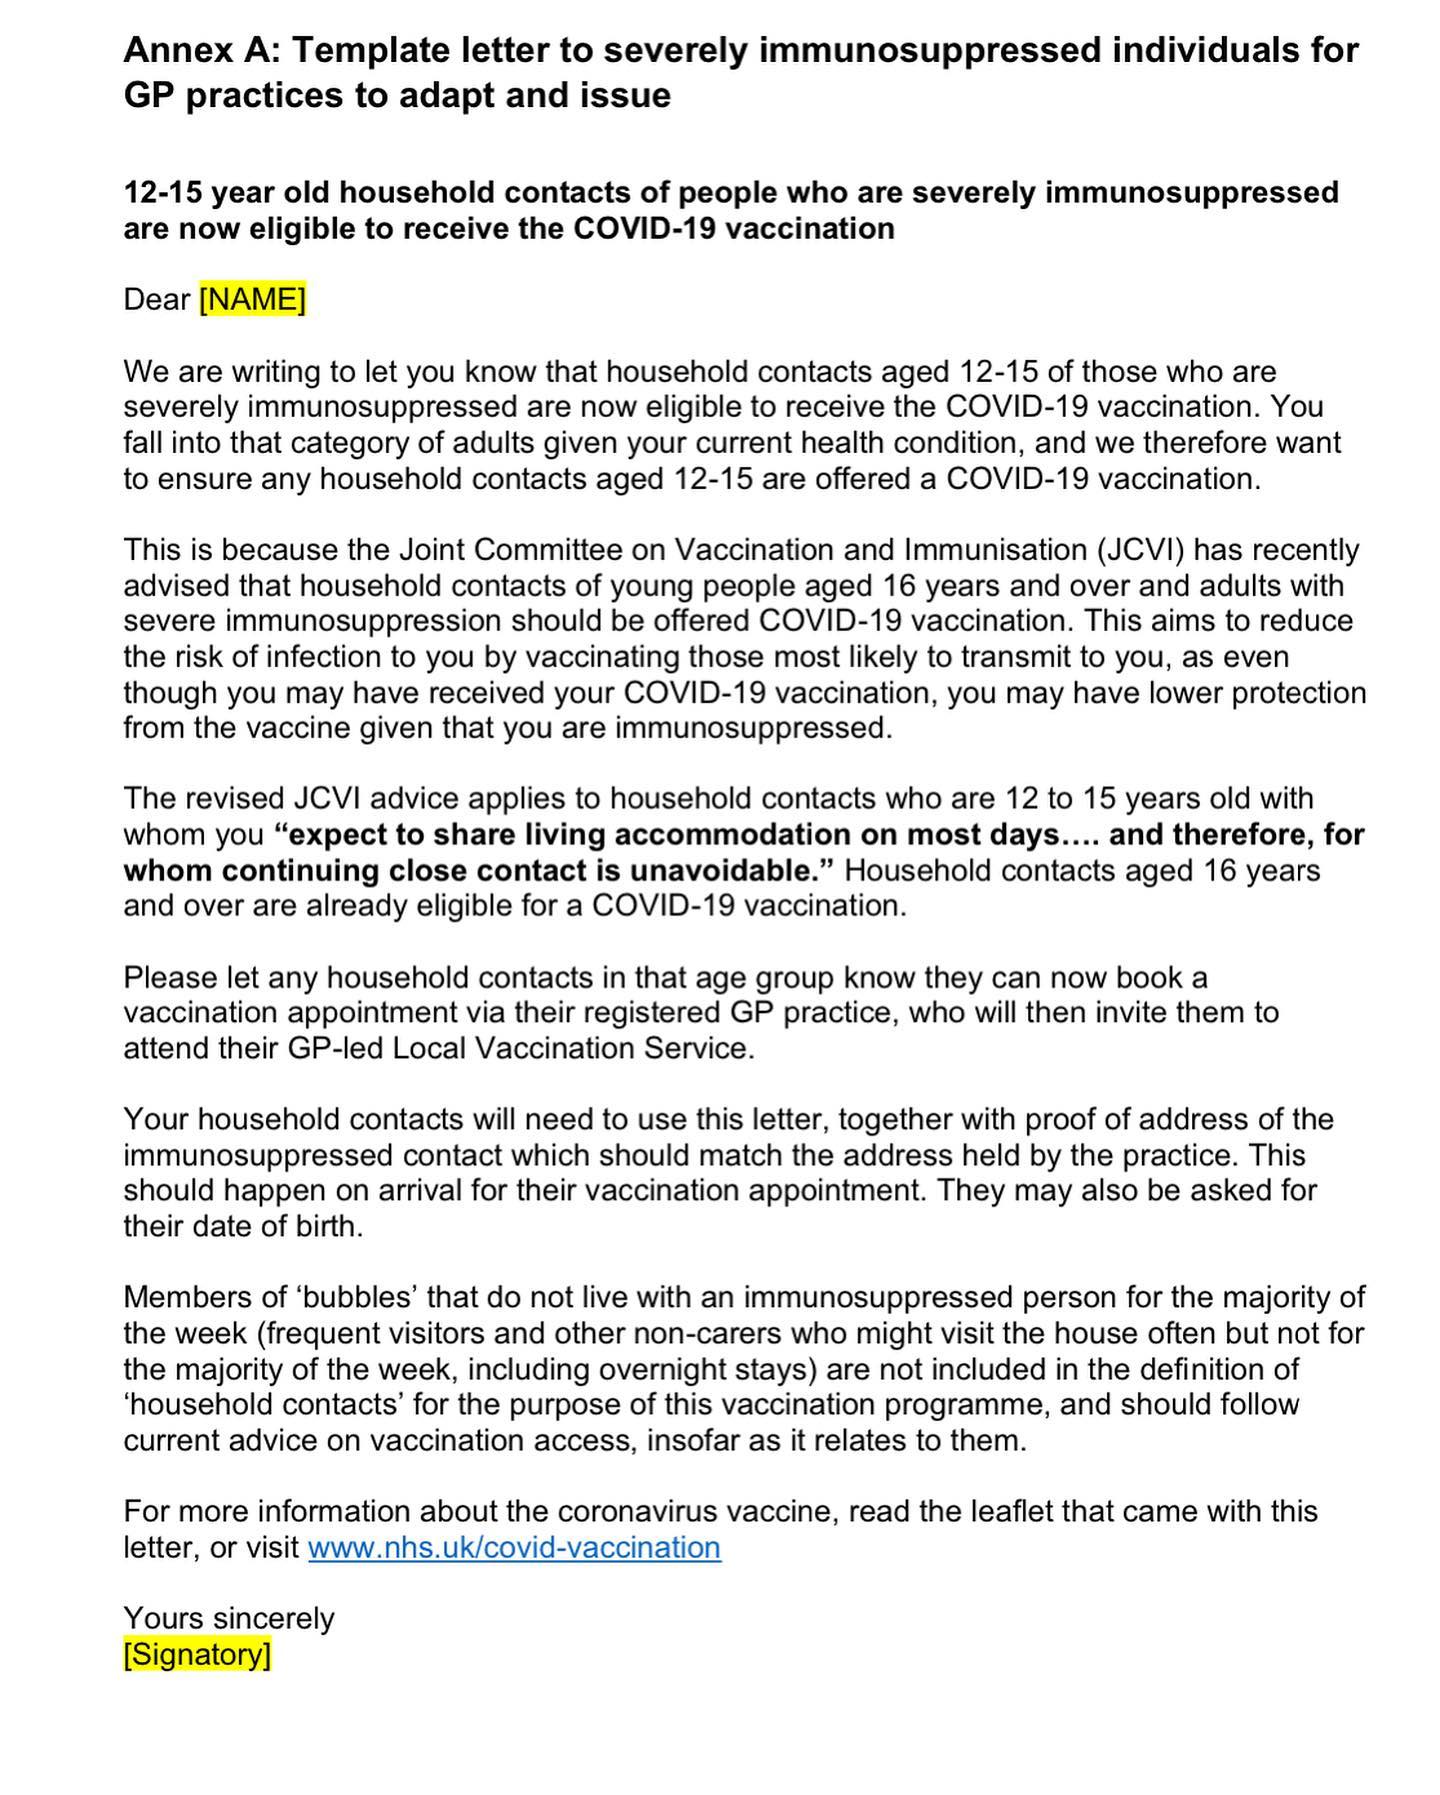 Annex A: Template letter to severely immunosuppressed individuals for
GP practices to adapt and issue
12-15 year old household contacts of people who are severely immunosuppressed
are now eligible to receive the COVID-19 vaccination
Dear [NAME]
We are writing to let you know that household contacts aged 12-15 of those who are
severely immunosuppressed are now eligible to receive the COVID-19 vaccination. You
fall into that category of adults given your current health condition, and we therefore want
to ensure any household contacts aged 12-15 are offered a COVID-19 vaccination.
This is because the Joint Committee on Vaccination and Immunisation (JCVI) has recently
advised that household contacts of young people aged 16 years and over and adults with
severe immunosuppression should be offered COVID-19 vaccination. This aims to reduce
the risk of infection to you by vaccinating those most likely to transmit to you, as even
though you may have received your COVID-19 vaccination, you may have lower protection
from the vaccine given that you are immunosuppressed.
The revised JCVI advice applies to household contacts who are 12 to 15 years old with
whom you “expect to share living accommodation on most days…. and therefore, for
whom continuing close contact is unavoidable.” Household contacts aged 16 years
and over are already eligible for a COVID-19 vaccination.
Please let any household contacts in that age group know they can now book a
vaccination appointment via their registered GP practice, who will then invite them to
attend their GP-led Local Vaccination Service.
Your household contacts will need to use this letter, together with proof of address of the
immunosuppressed contact which should match the address held by the practice. This
should happen on arrival for their vaccination appointment. They may also be asked for
their date of birth.
Members of ‘bubbles’ that do not live with an immunosuppressed person for the majority of
the week (frequent visitors and other non-carers who might visit the house often but not for
the majority of the week, including overnight stays) are not included in the definition of
‘household contacts’ for the purpose of this vaccination programme, and should follow
current advice on vaccination access, insofar as it relates to them.
For more information about the coronavirus vaccine, read the leaflet that came with this
letter, or visit www.nhs.uk/covid-vaccination
Yours sincerely
[Signatory]